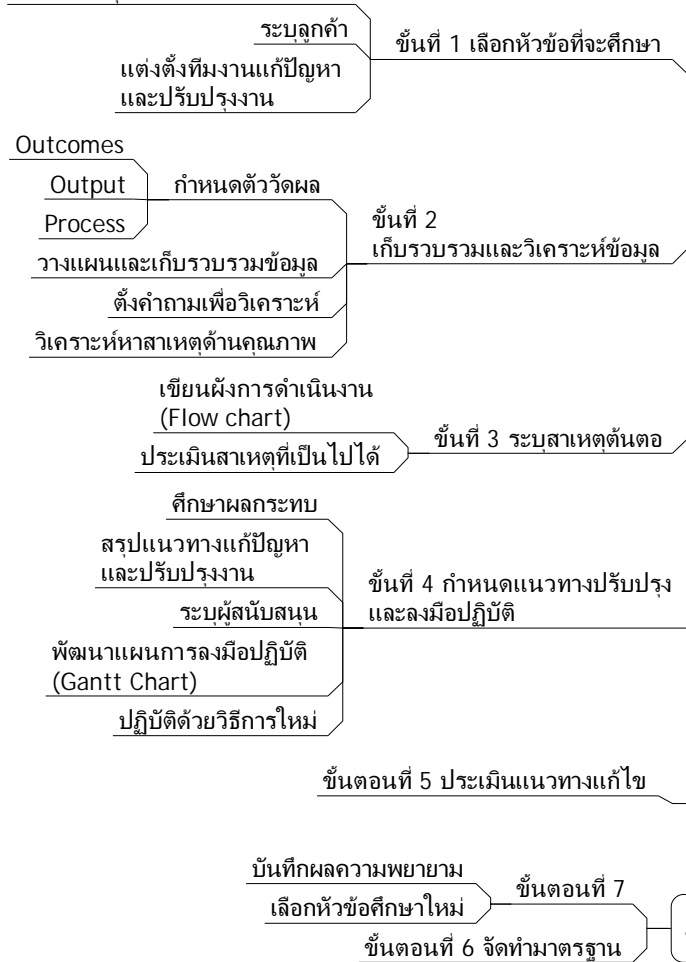 ระบุลูกค้า
ขั้นที่ 1 เลือกหัวข้อที่จะศึกษา
แต่งตั้งทีมงานแก้ปัญหา
และปรับปรุงงาน
Outcomes
Output
Process
กำหนดตัววัดผล
ขั้นที่ 2
เก็บรวบรวมและวิเคราะห์ข้อมูล
วางแผนและเก็บรวบรวมข้อมูล
ตั้งคำถามเพื่อวิเคราะห์
วิเคราะห์หาสาเหตุด้านคุณภาพ
เขียนผังการดำเนินงาน
(Flow chart)
ประเมินสาเหตุที่เป็นไปได้
ขั้นที่ 3 ระบุสาเหตุต้นตอ
ศึกษาผลกระทบ
สรุปแนวทางแก้ปัญหา
และปรับปรุงงาน
ระบุผู้สนับสนุน
พัฒนาแผนการลงมือปฏิบัติ
(Gantt Chart)
ปฏิบัติด้วยวิธีการใหม่
ขั้นที่ 4 กำหนดแนวทางปรับปรุง
และลงมือปฏิบัติ
ขั้นตอนที่ 5 ประเมินแนวทางแก้ไข
บันทึกผลความพยายาม
เลือกหัวข้อศึกษาใหม่
ขั้นตอนที่ 7
ขั้นตอนที่ 6 จัดทำมาตรฐาน